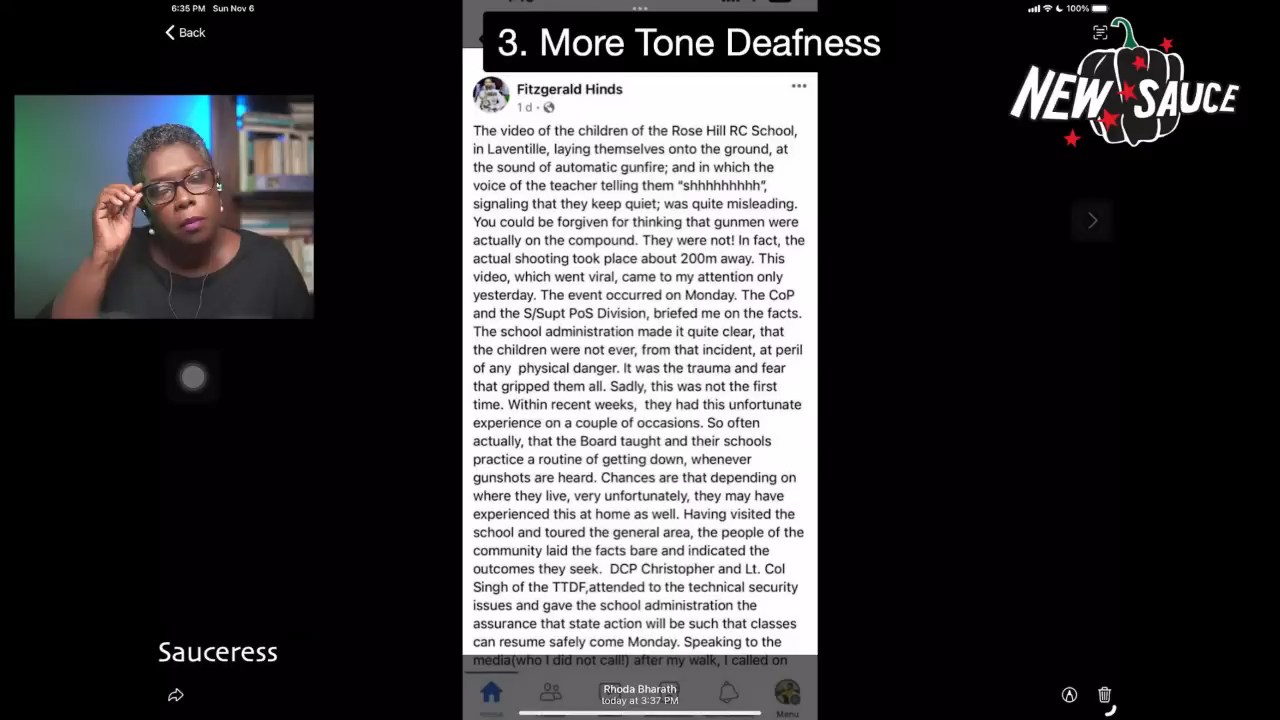 6:35 PM Sun Nov 6
100%
Back
3. More Tone Deafness
NEW SAUCE
Fitzgerald Hinds
1 d
The video of the children of the Rose Hill RC School,
in Laventille, laying themselves onto the ground, at
the sound of automatic gunfire; and in which the
voice of the teacher telling them “shhhhhhhhh”,
signaling that they keep quiet; was quite misleading.
You could be forgiven for thinking that gunmen were
actually on the compound. They were not! In fact, the
actual shooting took place about 200m away. This
video, which went viral, came to my attention only
yesterday. The event occurred on Monday. The CoP
and the S/Supt PoS Division, briefed me on the facts.
The school administration made it quite clear, that
the children were not ever, from that incident, at peril
of any physical danger. It was the trauma and fear
that gripped them all. Sadly, this was not the first
time. Within recent weeks, they had this unfortunate
experience on a couple of occasions. So often
actually, that the Board taught and their schools
practice a routine of getting down, whenever
gunshots are heard. Chances are that depending on
where they live, very unfortunately, they may have
experienced this at home as well. Having visited the
school and toured the general area, the people of the
community laid the facts bare and indicated the
outcomes they seek. DCP Christopher and Lt. Col
Singh of the TTDF,attended to the technical security
issues and gave the school administration the
assurance that state action will be such that classes
can resume safely come Monday. Speaking to the
media(who I did not call!) after my walk, I called on
Sauceress
Rhoda Bharath
today at 3:37 PM
Home
Menu